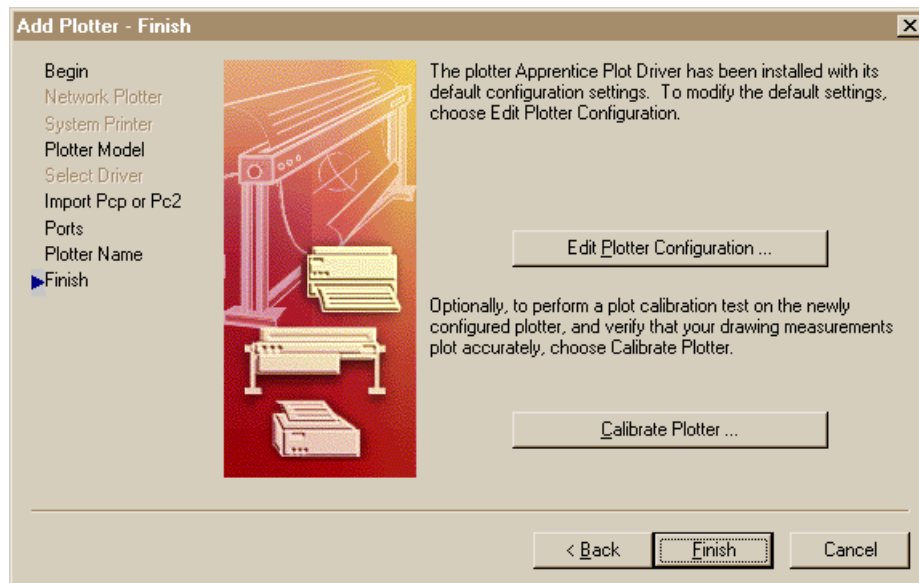 Add Plotter - Finish
Begin
Network Plotter
System Printer
Plotter Model
Select Driver
Import Pcp or Pc2
Ports
Plotter Name
Finish
The plotter Apprentice Plot Driver has been installed with its
default configuration settings. To modify the default settings,
choose Edit Plotter Configuration.
Edit Plotter Configuration ...
Optionally, to perform a plot calibration test on the newly
configured plotter, and verify that your drawing measurements
plot accurately, choose Calibrate Plotter.
Calibrate Plotter ...
< Back
Finish
Cancel